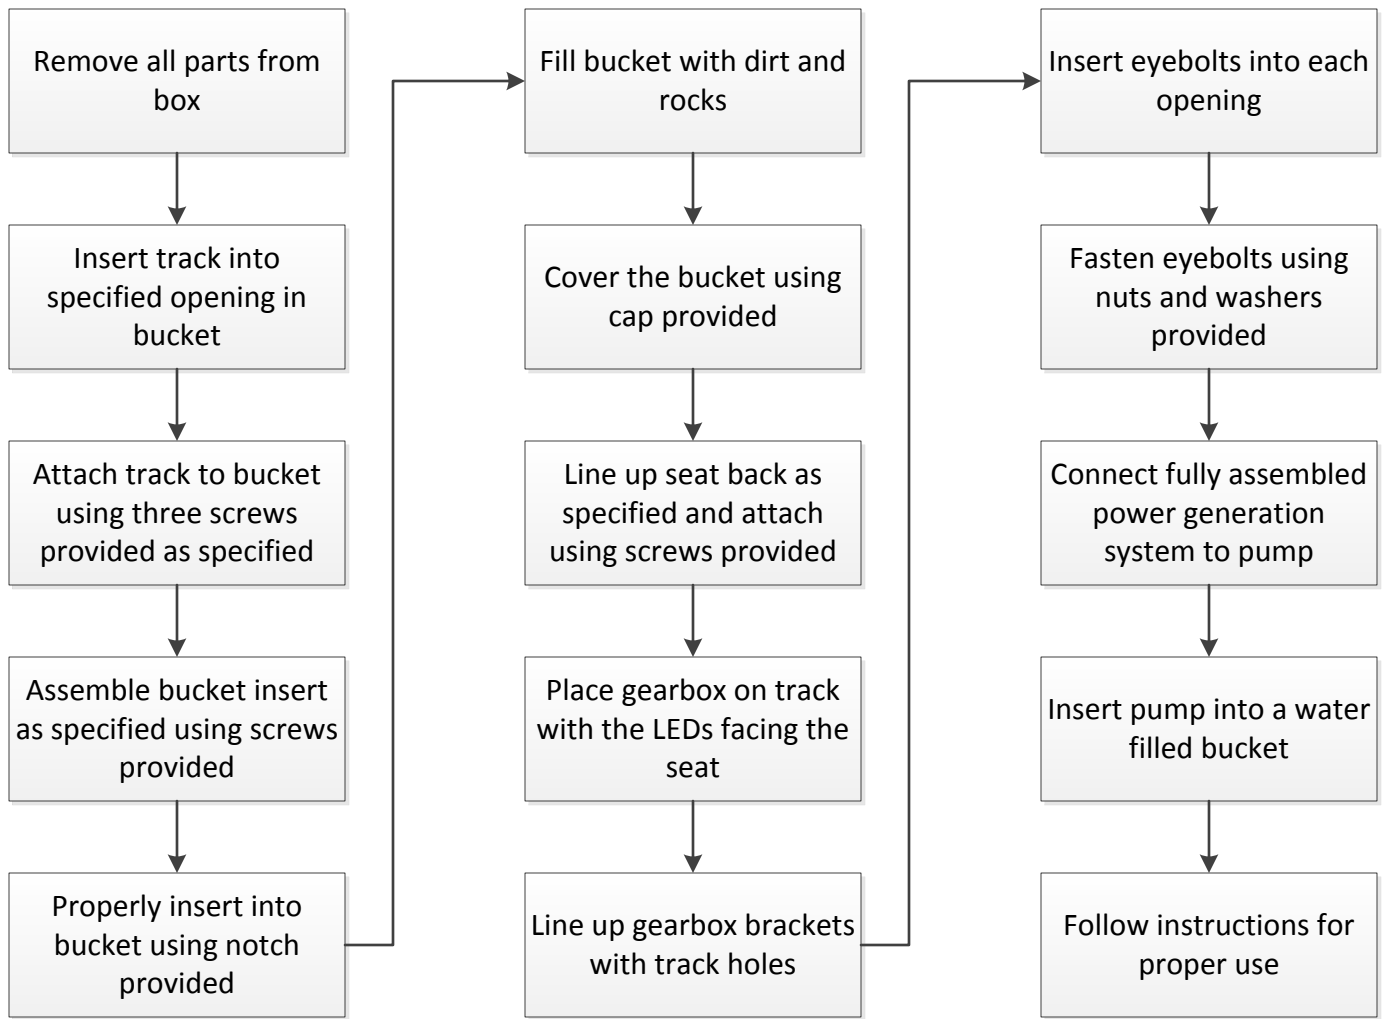 Remove all parts from
box
Insert track into
specified opening in
bucket
Attach track to bucket
using three screws
provided as specified
Assemble bucket insert
as specified using screws
provided
Properly insert into
bucket using notch
provided
Fill bucket with dirt and
rocks
Cover the bucket using
cap provided
Line up seat back as
specified and attach
using screws provided
Place gearbox on track
with the LEDs facing the
seat
Line up gearbox brackets
with track holes
Insert eyebolts into each
opening
Fasten eyebolts using
nuts and washers
provided
Connect fully assembled
power generation
system to pump
Insert pump into a water
filled bucket
Follow instructions for
proper use